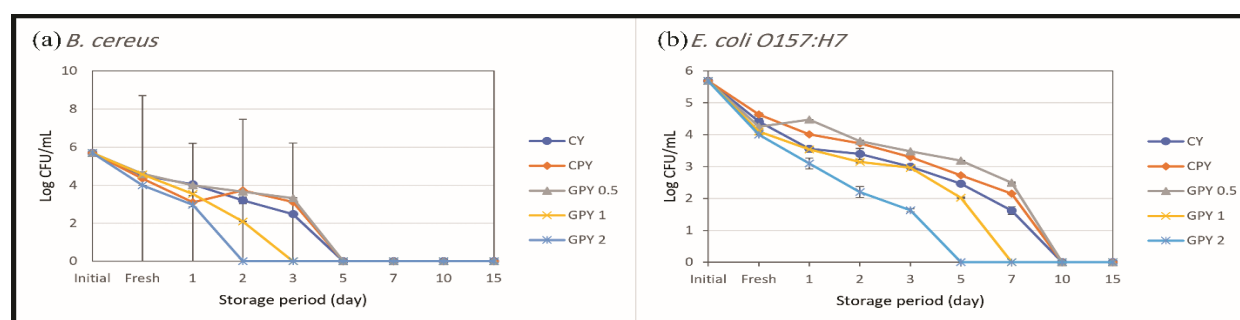 (a) B. cereus
10
8
6
4
2
0
Log CFU/mL
Initial Fresh 1 2 3 5 7 10 15
Storage period (day)
CY
CPY
GPY 0.5
GPY 1
GPY 2
(b) E. coli O157:H7
6
5
4
3
2
1
0
Log CFU/mL
Initial Fresh 1 2 3 5 7 10 15
Storage period (day)
CY
CPY
GPY 0.5
GPY 1
GPY 2